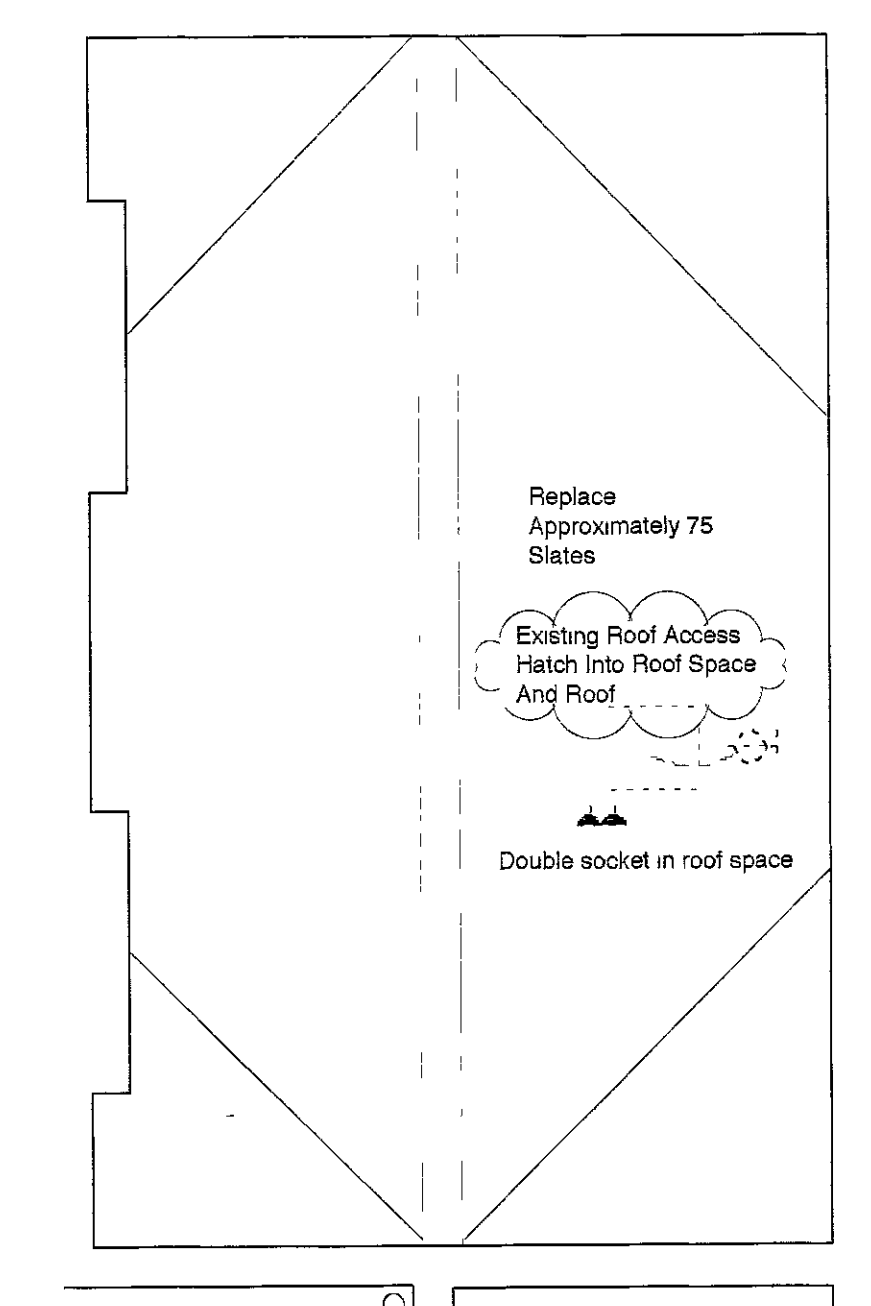 Replace
Approximately 75
Slates
Existing Roof Access
Hatch Into Roof Space
And Roof
Double socket in roof space